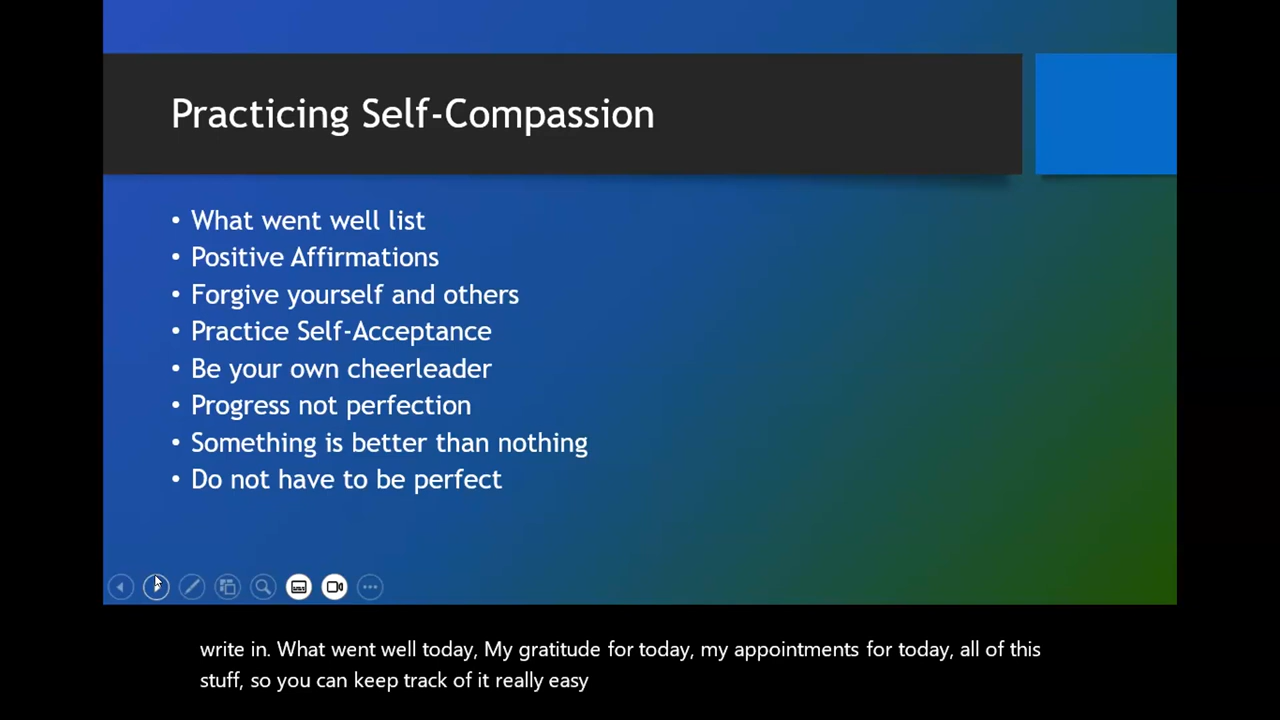 Practicing Self-Compassion
• What went well list
• Positive Affirmations
• Forgive yourself and others
• Practice Self-Acceptance
• Be your own cheerleader
• Progress not perfection
• Something is better than nothing
• Do not have to be perfect
write in. What went well today, My gratitude for today, my appointments for today, all of this
stuff, so you can keep track of it really easy